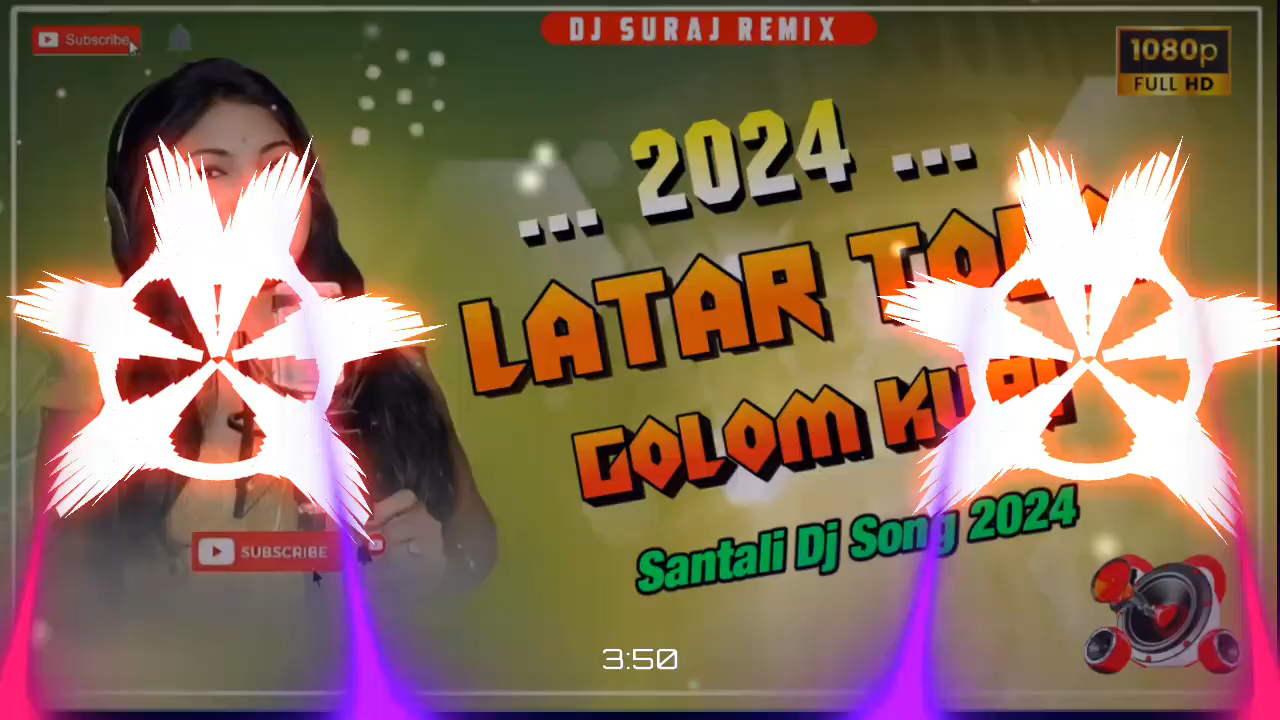 Subscribe
DJ SURAJ REMIX
1080p
FULL HD
... 2024 ...
LATAR
GOLOM
Santali Dj Song 2024
SUBSCRIBE
3:50